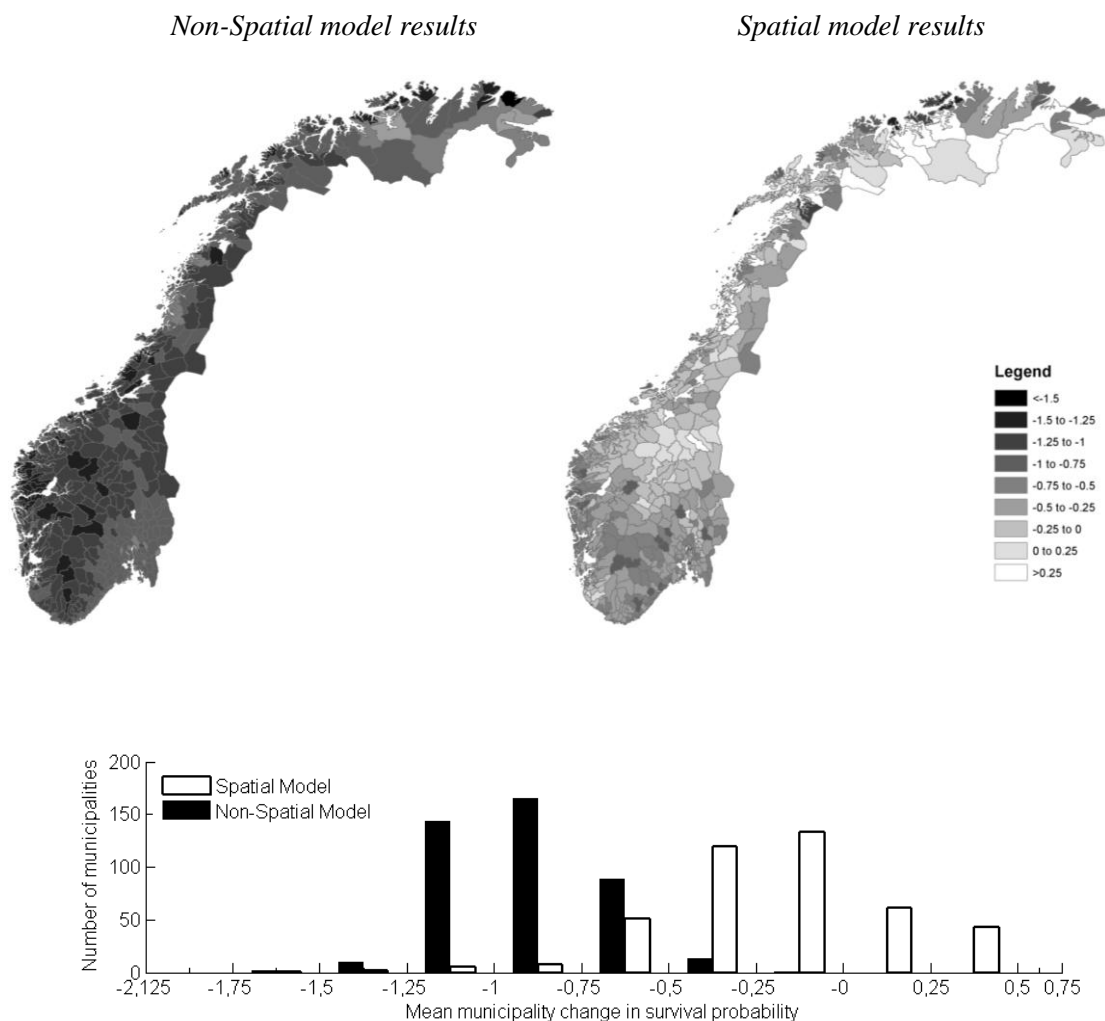 Non-Spatial model results
Spatial model results
Legend
<-1.5
-1.5 to -1.25
-1.25 to -1
-1 to -0.75
-0.75 to -0.5
-0.5 to -0.25
-0.25 to 0
0 to 0.25
>0.25
Number of municipalities
200
150
100
50
0
Spatial Model
Non-Spatial Model
-2,125 -1,75 -1,5 -1,25 -1 -0,75 -0,5 -0,25 -0 0,25 0,5 0,75
Mean municipality change in survival probability